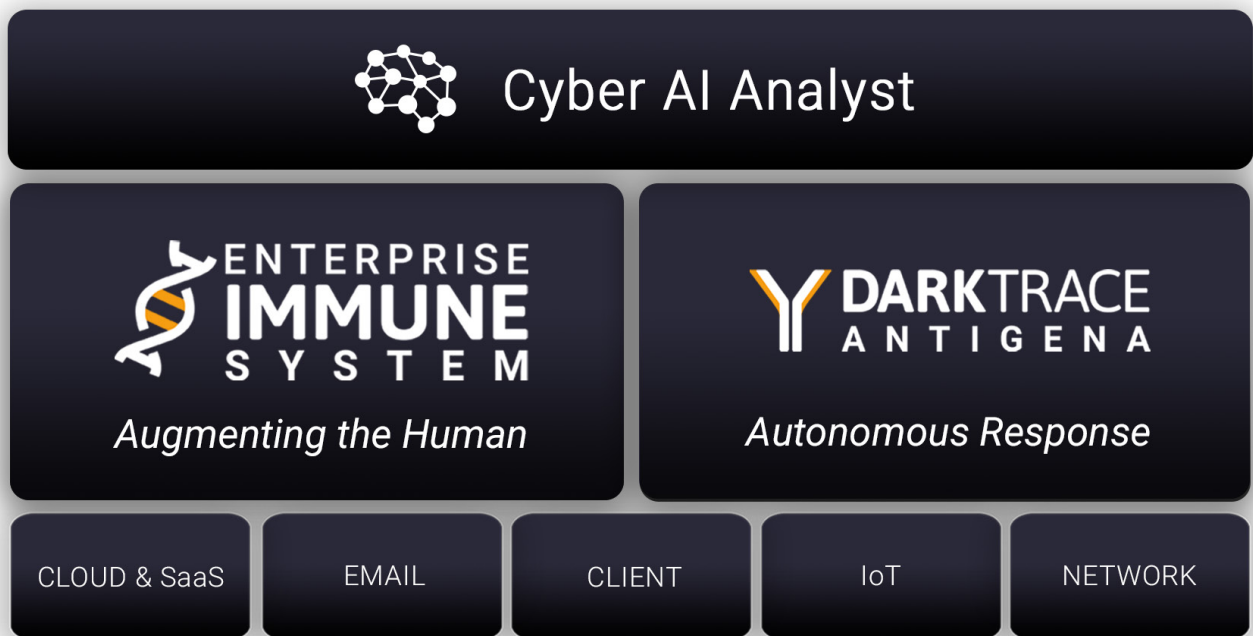 Cyber AI Analyst
ENTERPRISE
IMMUNE
SYSTEM
Augmenting the Human
DARKTRACE
ANTIGENA
Autonomous Response
CLOUD & SaaS
EMAIL
CLIENT
IoT
NETWORK